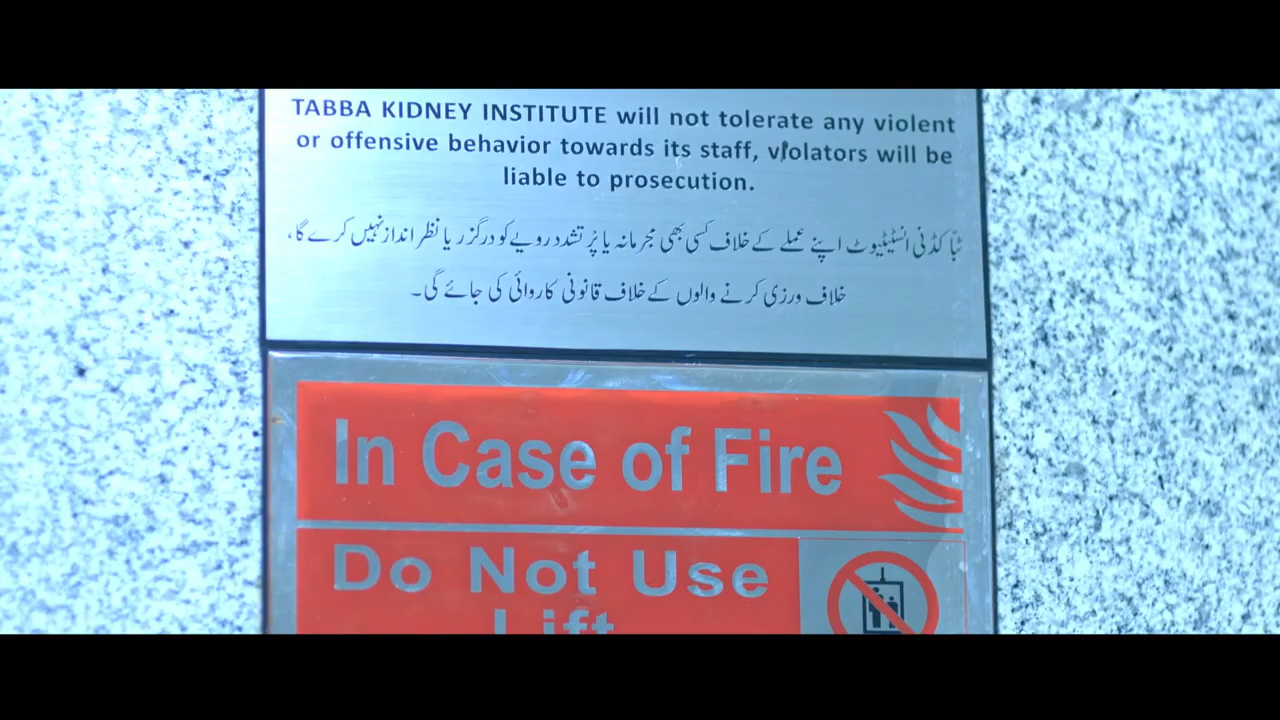 TABBA KIDNEY INSTITUTE will not tolerate any violent
or offensive behavior towards its staff, violators will be
liable to prosecution.
ٹبّا کڈنی انسٹیٹیوٹ اپنے عملے کے خلاف کسی بھی مجرمانہ یا پُر تشدد رویے کو درگزر یا نظر انداز نہیں کرے گا،
خلاف ورزی کرنے والوں کے خلاف قانونی کاروائی کی جائے گی۔
In Case of Fire
Do Not Use
Lift